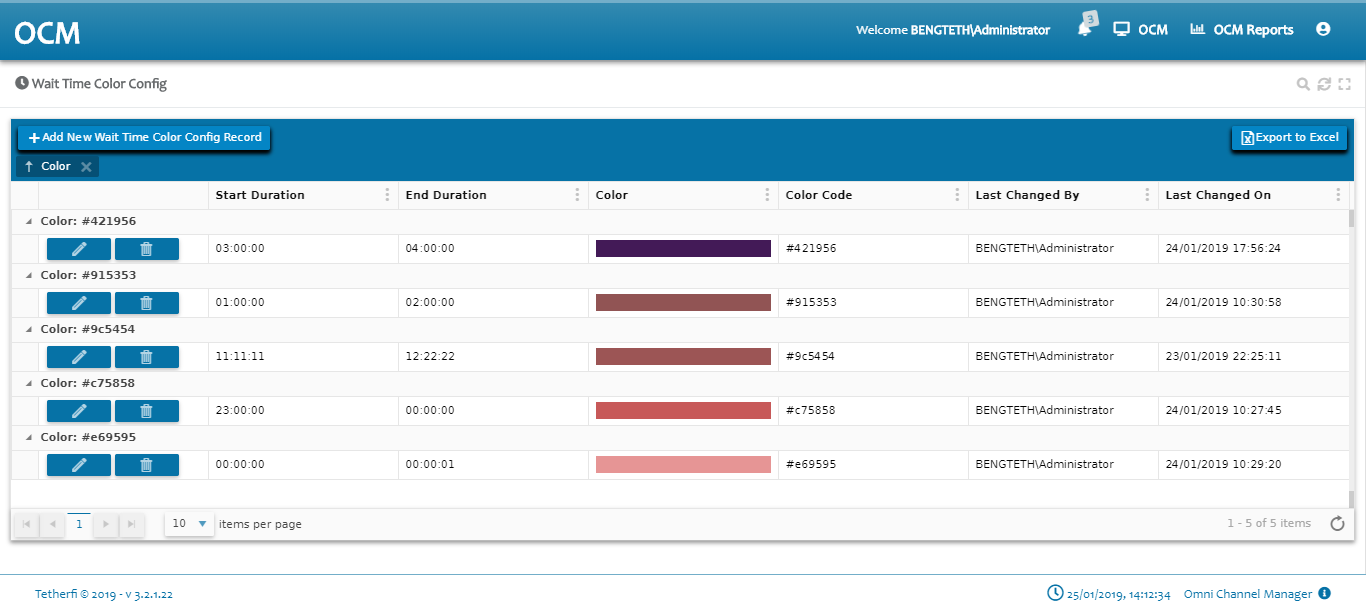 OCM
Welcome BENGTETH\Administrator
3
OCM
OCM Reports
Wait Time Color Config
Add New Wait Time Color Config Record
Export to Excel
↑ Color ×
Start Duration End Duration Color Color Code Last Changed By Last Changed On
Color: #421956
03:00:00 04:00:00 #421956 BENGTETH\Administrator 24/01/2019 17:56:24
Color: #915353
01:00:00 02:00:00 #915353 BENGTETH\Administrator 24/01/2019 10:30:58
Color: #9c5454
11:11:11 12:22:22 #9c5454 BENGTETH\Administrator 23/01/2019 22:25:11
Color: #c75858
23:00:00 00:00:00 #c75858 BENGTETH\Administrator 24/01/2019 10:27:45
Color: #e69595
00:00:00 00:00:01 #e69595 BENGTETH\Administrator 24/01/2019 10:29:20
1 10 items per page 1 - 5 of 5 items
Tetherfi © 2019 - v 3.2.1.22 25/01/2019, 14:12:34 Omni Channel Manager